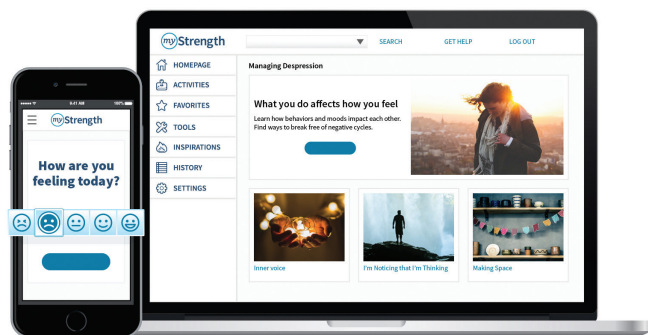 9:41 AM
100%
myStrength
How are you
feeling today?
myStrength
SEARCH
GET HELP
LOG OUT
HOMEPAGE
ACTIVITIES
FAVORITES
TOOLS
INSPIRATIONS
HISTORY
SETTINGS
Managing Despression
What you do affects how you feel
Learn how behaviors and moods impact each other.
Find ways to break free of negative cycles.
Inner voice
I'm Noticing that I'm Thinking
Making Space